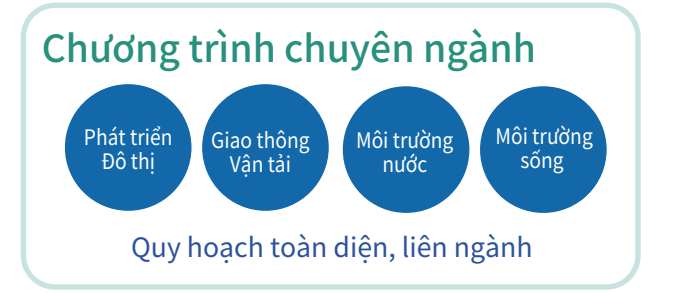 Chương trình chuyên ngành
Phát triển
Đô thị
Giao thông
Vận tải
Môi trường
nước
Môi trường
sống
Quy hoạch toàn diện, liên ngành